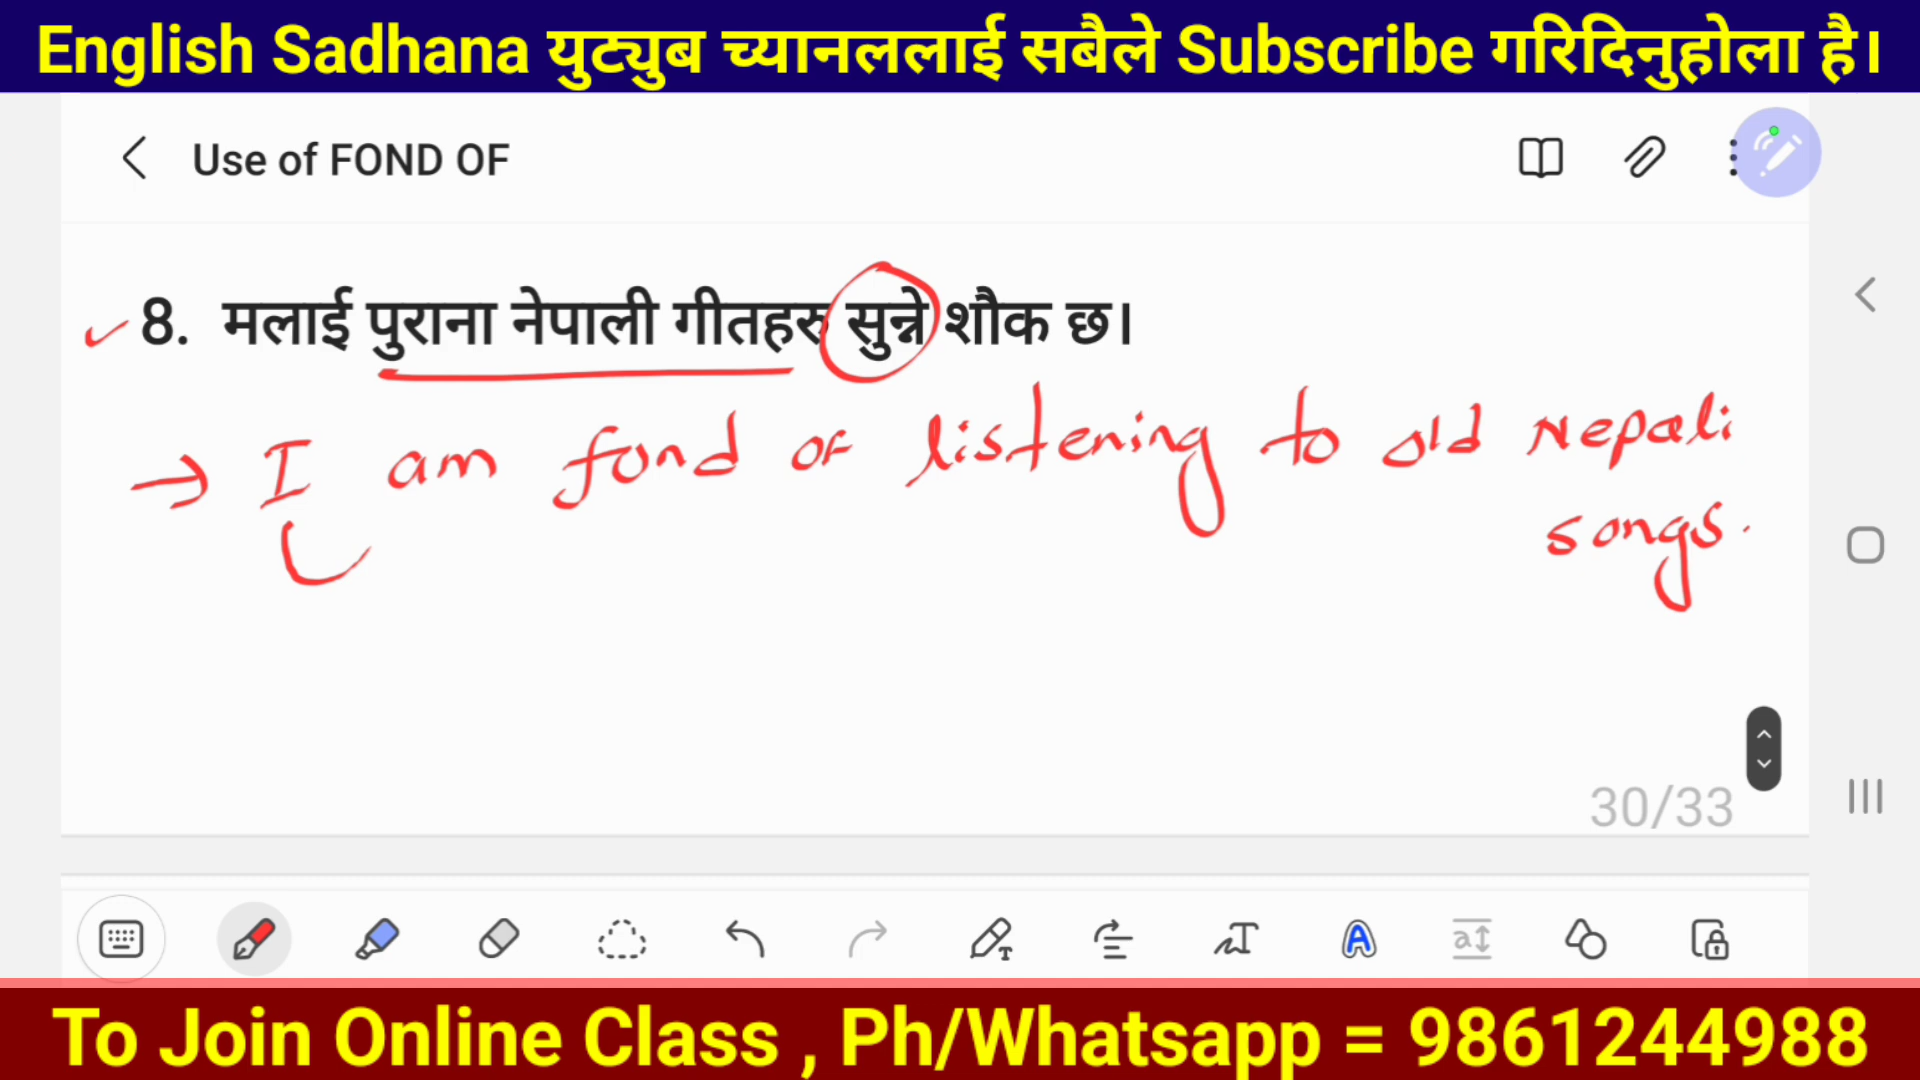 English Sadhana युट्युब च्यानललाई सबैले Subscribe गरिदिनुहोला है।
Use of FOND OF
8. मलाई पुराना नेपाली गीतहरु सुन्ने शौक छ।
→ I am fond of listening to old Nepali
songs.
30/33
To Join Online Class , Ph/Whatsapp = 9861244988